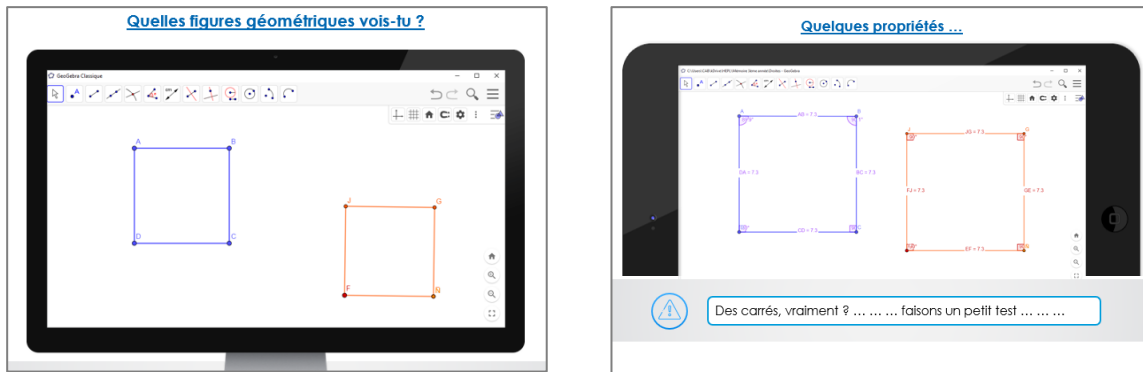 Quelles figures géométriques vois-tu ?
GeoGebra Classique
A
B
D
C
J
G
F
Ñ
Quelques propriétés ...
A
B
AB = 7.3
DA = 7.3
BC = 7.3
CD = 7.3
C
J
G
JG = 7.3
FJ = 7.3
GE = 7.3
EF = 7.3
Des carrés, vraiment ? ... ... ... faisons un petit test ... ... ...